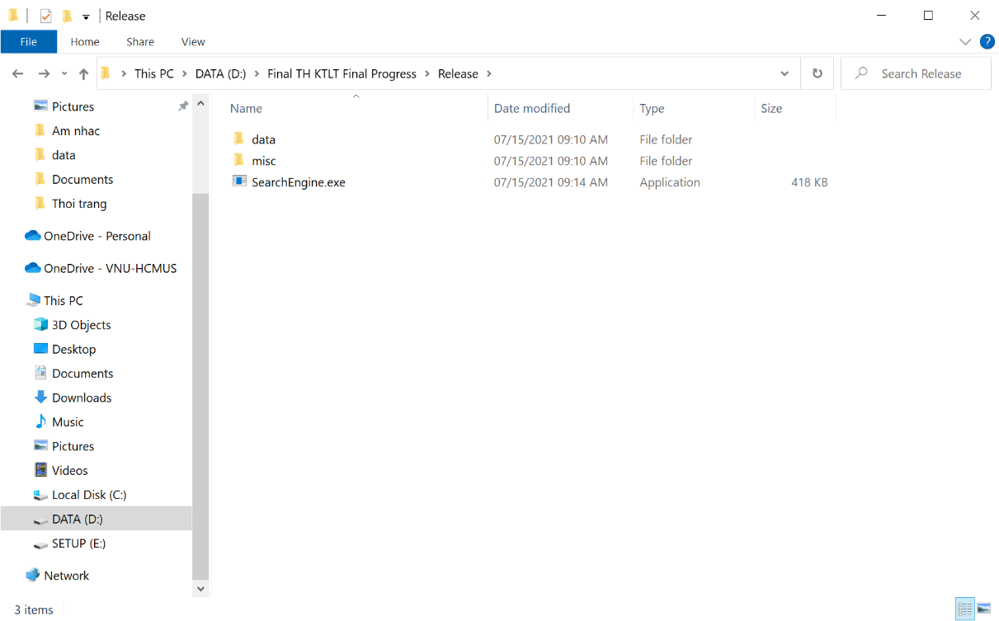 Release
File Home Share View
This PC DATA (D:) Final TH KTLT Final Progress Release
Search Release
Pictures
Am nhac
data
Documents
Thoi trang
OneDrive - Personal
OneDrive - VNU-HCMUS
This PC
3D Objects
Desktop
Documents
Downloads
Music
Pictures
Videos
Local Disk (C:)
DATA (D:)
SETUP (E:)
Network
Name Date modified Type Size
data 07/15/2021 09:10 AM File folder
misc 07/15/2021 09:10 AM File folder
SearchEngine.exe 07/15/2021 09:14 AM Application 418 KB
3 items